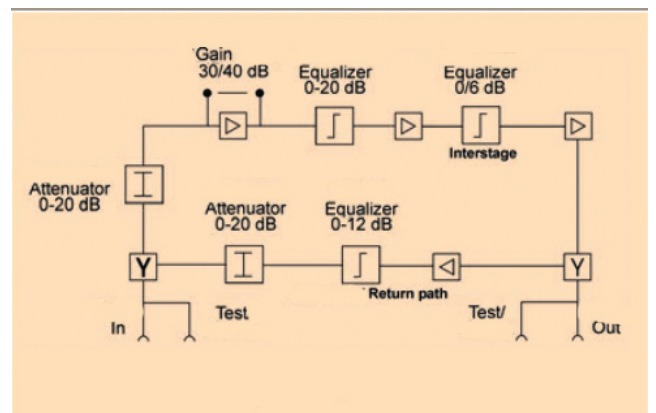 Gain
30/40 dB
Equalizer
0-20 dB
Equalizer
0/6 dB
Interstage
Attenuator
0-20 dB
Attenuator
0-20 dB
Equalizer
0-12 dB
Y
Y
Return path
In
Test
Test/
Out